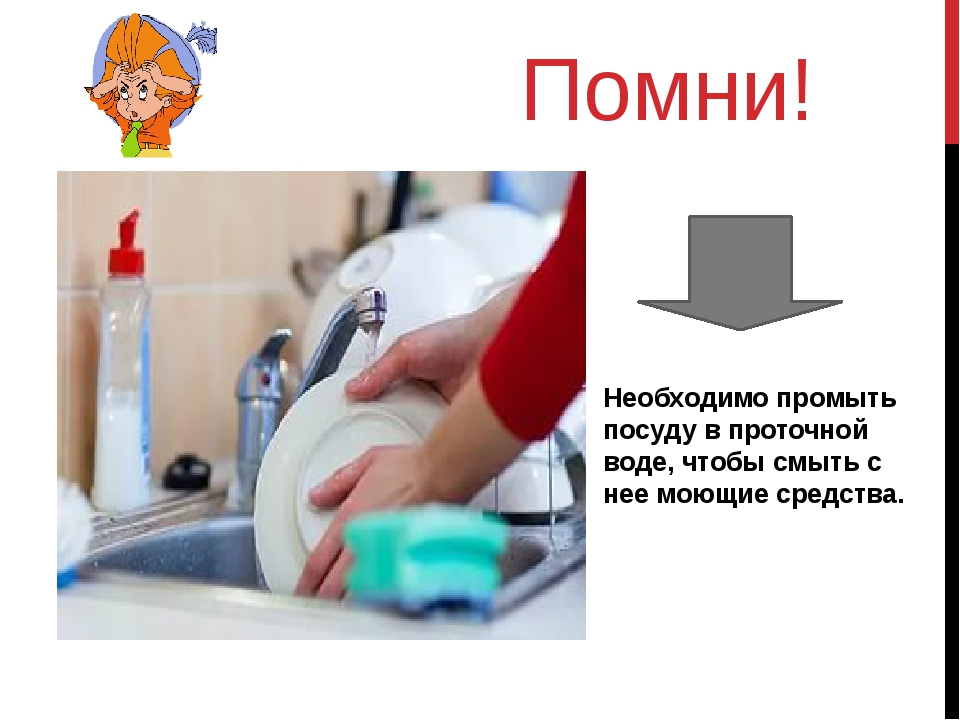 Помни!
Необходимо промыть
посуду в проточной
воде, чтобы смыть с
нее моющие средства.